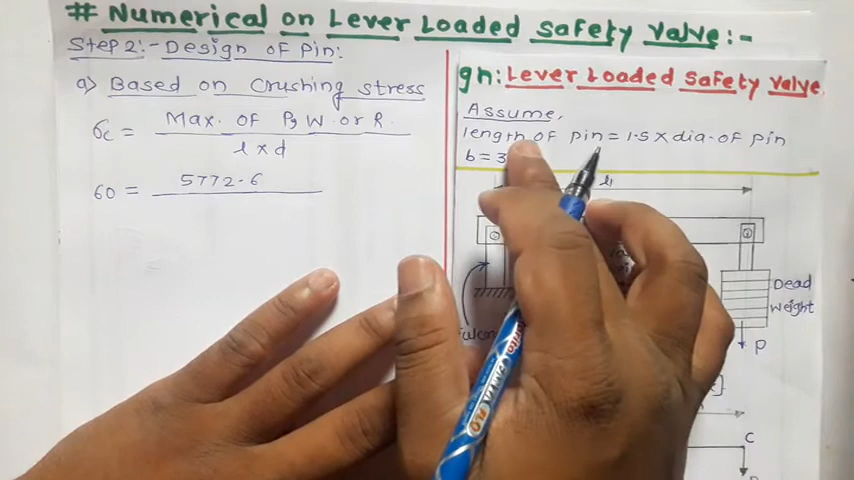 # Numerical on Lever Loaded Safety Valve:-
Step 2:- Design of Pin:
a) Based on Crushing stress
σc = Max. of P, W or R.
l x d
60 = 5772.6
gn: Lever Loaded Safety Valve.
Assume,
length of pin = 1.5 x dia. of pin
b = 3
l1
Dead
Weight
P
C